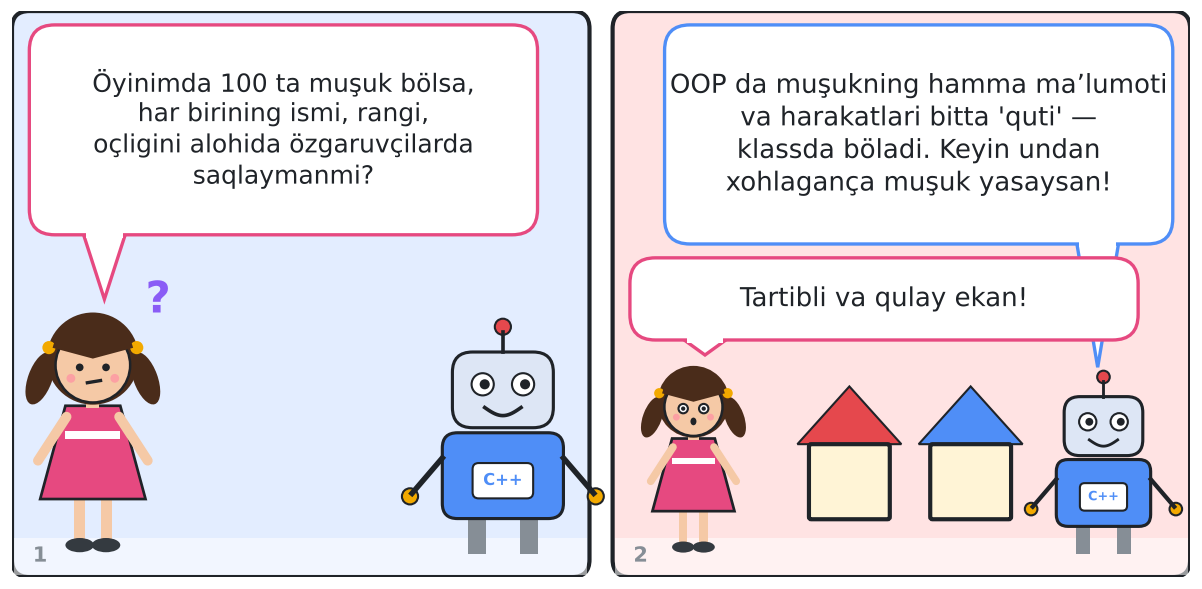 Öyinimda 100 ta muşuk bölsa,
har birining ismi, rangi,
oçligini alohida özgaruvçilarda
saqlaymanmi?
?
C++
1
OOP da muşukning hamma ma’lumoti
va harakatlari bitta 'quti' —
klassda böladi. Keyin undan
xohlagança muşuk yasaysan!
Tartibli va qulay ekan!
C++
2